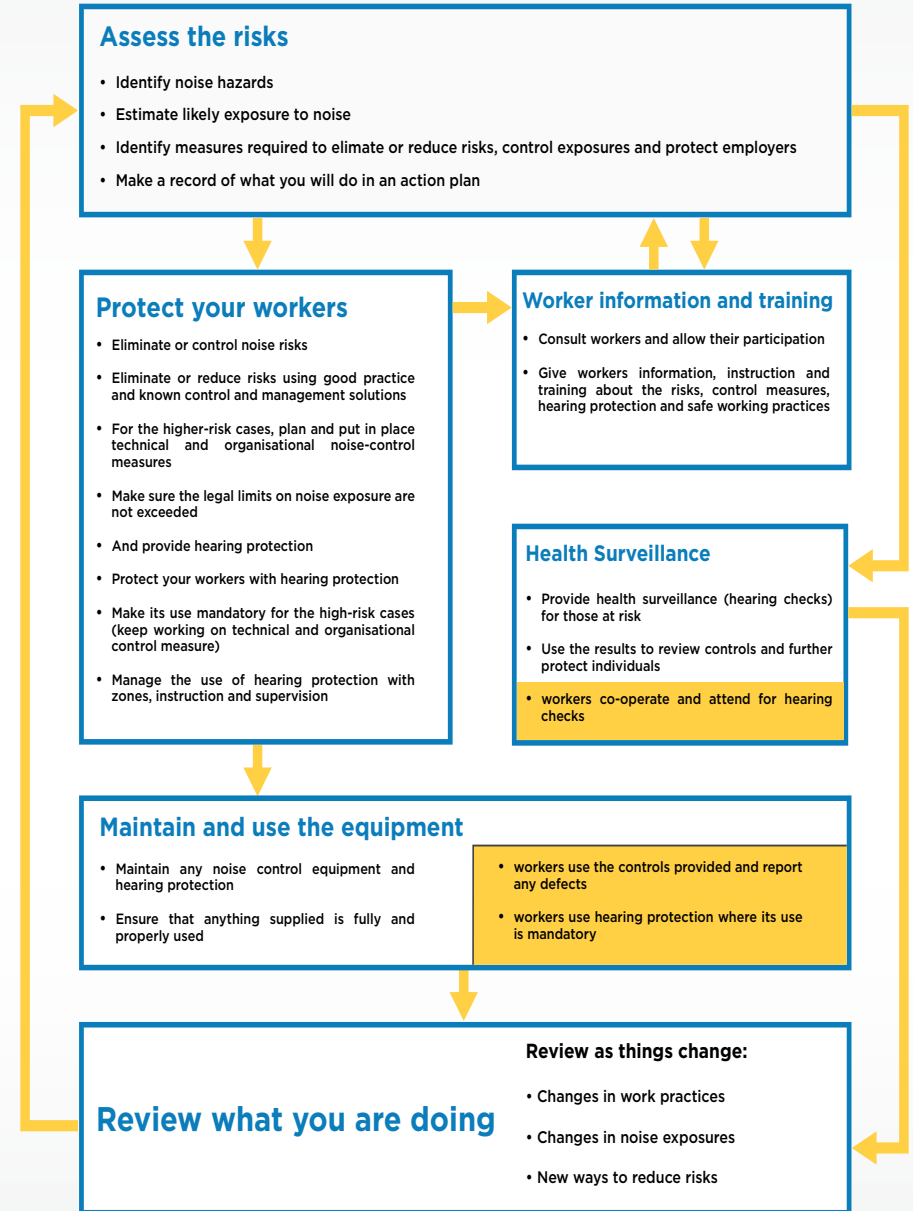 Assess the risks
• Identify noise hazards
• Estimate likely exposure to noise
• Identify measures required to elimate or reduce risks, control exposures and protect employers
• Make a record of what you will do in an action plan
Protect your workers
• Eliminate or control noise risks
• Eliminate or reduce risks using good practice
and known control and management solutions
• For the higher-risk cases, plan and put in place
technical and organisational noise-control
measures
• Make sure the legal limits on noise exposure are
not exceeded
• And provide hearing protection
• Protect your workers with hearing protection
• Make its use mandatory for the high-risk cases
(keep working on technical and organisational
control measure)
• Manage the use of hearing protection with
zones, instruction and supervision
Worker information and training
• Consult workers and allow their participation
• Give workers information, instruction and
training about the risks, control measures,
hearing protection and safe working practices
Health Surveillance
• Provide health surveillance (hearing checks)
for those at risk
• Use the results to review controls and further
protect individuals
• workers co-operate and attend for hearing
checks
Maintain and use the equipment
• Maintain any noise control equipment and
hearing protection
• Ensure that anything supplied is fully and
properly used
• workers use the controls provided and report
any defects
• workers use hearing protection where its use
is mandatory
Review what you are doing
Review as things change:
• Changes in work practices
• Changes in noise exposures
• New ways to reduce risks